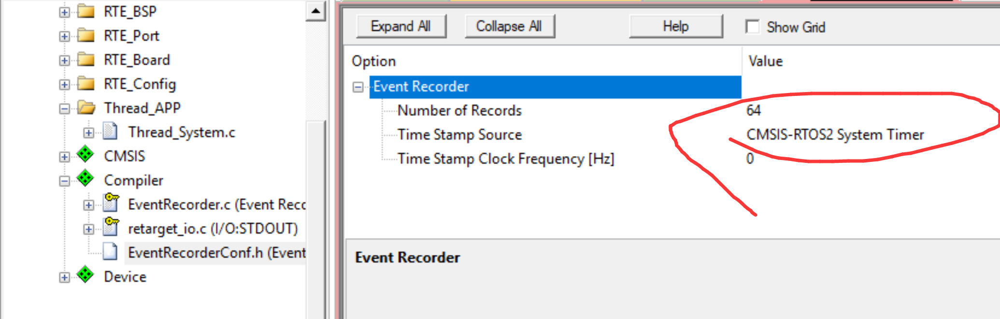 RTE_BSP
RTE_Port
RTE_Board
RTE_Config
Thread_APP
Thread_System.c
CMSIS
Compiler
EventRecorder.c (Event Reco
retarget_io.c (I/O:STDOUT)
EventRecorderConf.h (Event
Device
Expand All Collapse All Help Show Grid
Option Value
Event Recorder
Number of Records 64
Time Stamp Source CMSIS-RTOS2 System Timer
Time Stamp Clock Frequency [Hz] 0
Event Recorder